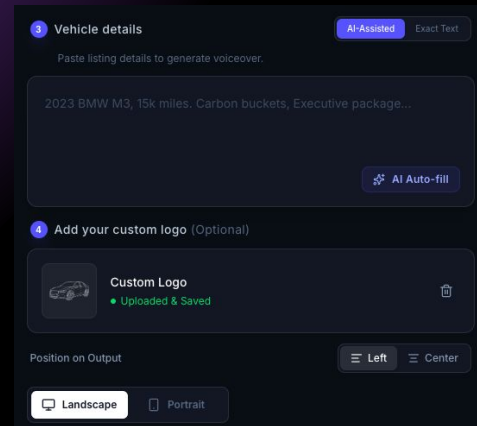 3 Vehicle details AI-Assisted Exact Text
Paste listing details to generate voiceover.
2023 BMW M3, 15k miles. Carbon buckets, Executive package...
AI Auto-fill
4 Add your custom logo (Optional)
Custom Logo
Uploaded & Saved
Position on Output Left Center
Landscape Portrait